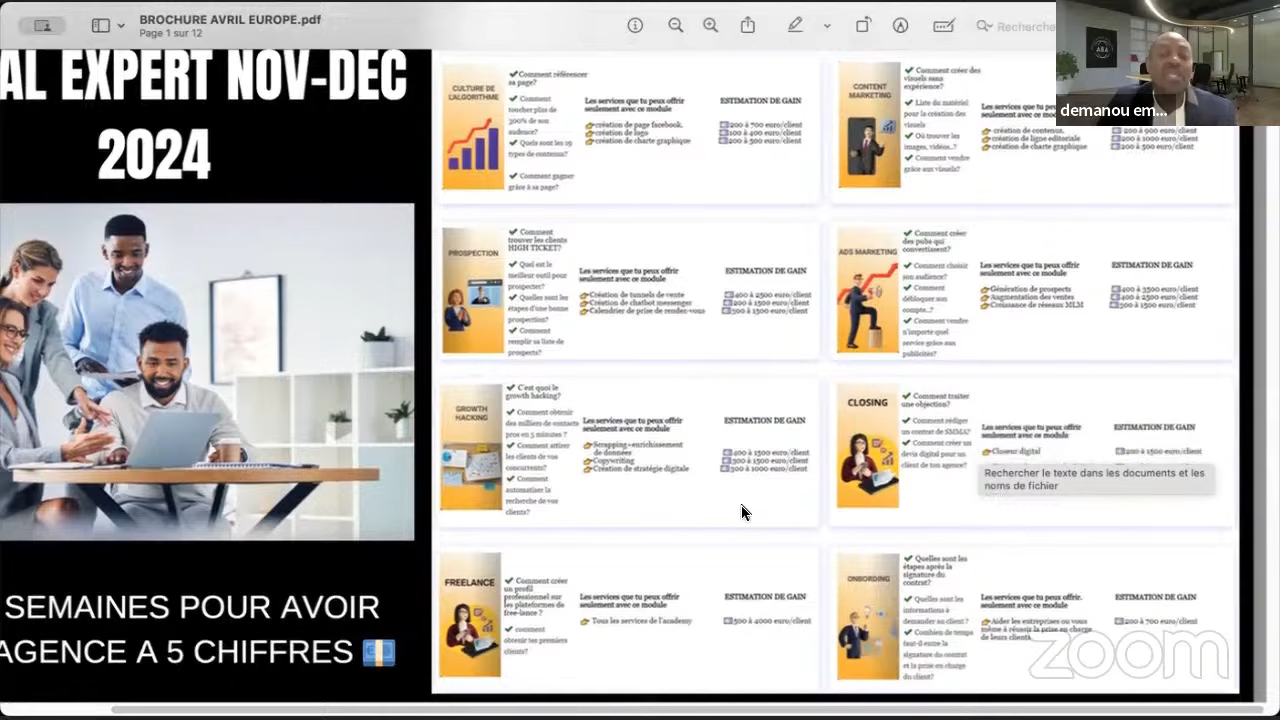 BROCHURE AVRIL EUROPE.pdf
Page 1 sur 12
Recherche
demanou em...
AL EXPERT NOV-DEC
2024
SEMAINES POUR AVOIR
AGENCE A 5 CHIFFRES
CULTURE DE
L'ALGORITHME
Comment référencer
sa page?
Comment
toucher plus de
300% de son
audience?
Quels sont les 19
types de contenus?
Comment gagner
grâce à sa page?
Les services que tu peux offrir
seulement avec ce module
création de page facebook.
création de logo
création de charte graphique
ESTIMATION DE GAIN
200 à 700 euro/client
100 à 400 euro/client
200 à 500 euro/client
CONTENT
MARKETING
Comment créer des
visuels sans
expérience?
Liste du matériel
pour la création des
visuels
Où trouver les
images, vidéos..?
Comment vendre
grâce aux visuels?
Les services que tu peu
seulement avec ce modu
création de contenus.
création de ligne editoriale
création de charte graphique
200 à 900 euro/client
200 à 1000 euro/client
200 à 500 euro/client
PROSPECTION
Comment
trouver les clients
HIGH TICKET?
Quel est le
meilleur outil pour
prospecter?
Quelles sont les
étapes d'une bonne
prospection?
Comment
remplir sa liste de
prospects?
Les services que tu peux offrir
seulement avec ce module
Création de tunnels de vente
Création de chatbot messenger
Calendrier de prise de rendez-vous
ESTIMATION DE GAIN
400 à 2500 euro/client
200 à 1500 euro/client
500 à 1500 euro/client
ADS MARKETING
Comment créer
des pubs qui
convertissent?
Comment choisir
son audience?
Comment
débloquer son
compte..?
Comment vendre
n'importe quel
service grâce aux
publicités?
Les services que tu peux offrir
seulement avec ce module
Génération de prospects
Augmentation des ventes
Croissance de réseaux MLM
ESTIMATION DE GAIN
400 à 3500 euro/client
400 à 2500 euro/client
300 à 1500 euro/client
GROWTH
HACKING
C'est quoi le
growth hacking?
Comment obtenir
des milliers de contacts
pros en 5 minutes ?
Comment attirer
les clients de vos
concurrents?
Comment
automatiser la
recherche de vos
clients?
Les services que tu peux offrir
seulement avec ce module
Scrapping+enrichissement
de données
Copywriting
Création de stratégie digitale
ESTIMATION DE GAIN
400 à 1500 euro/client
300 à 1500 euro/client
300 à 1000 euro/client
CLOSING
Comment traiter
une objection?
Comment rédiger
un contrat de SMMA?
Comment créer un
devis digital pour un
client de ton agence?
Les services que tu peux offrir
seulement avec ce module
Closeur digital
ESTIMATION DE GAIN
200 à 1500 euro/client
Rechercher le texte dans les documents et les
noms de fichier
FREELANCE
Comment créer
un profil
professionnel sur
les plateformes de
free-lance ?
comment
obtenir tes premiers
clients?
Les services que tu peux offrir
seulement avec ce module
Tous les services de l'academy
ESTIMATION DE GAIN
500 à 4000 euro/client
ONBORDING
Quelles sont les
étapes après la
signature du
contrat?
Quelles sont les
informations à
demander au client ?
Combien de temps
faut-il entre la
signature du contrat
et la prise en charge
du client?
Les services que tu peux offrir.
seulement avec ce module
Aider les entreprises ou vous
même à réussir la prise en charge
de leurs clients.
ESTIMATION DE GAIN
200 à 700 euro/client
zoom